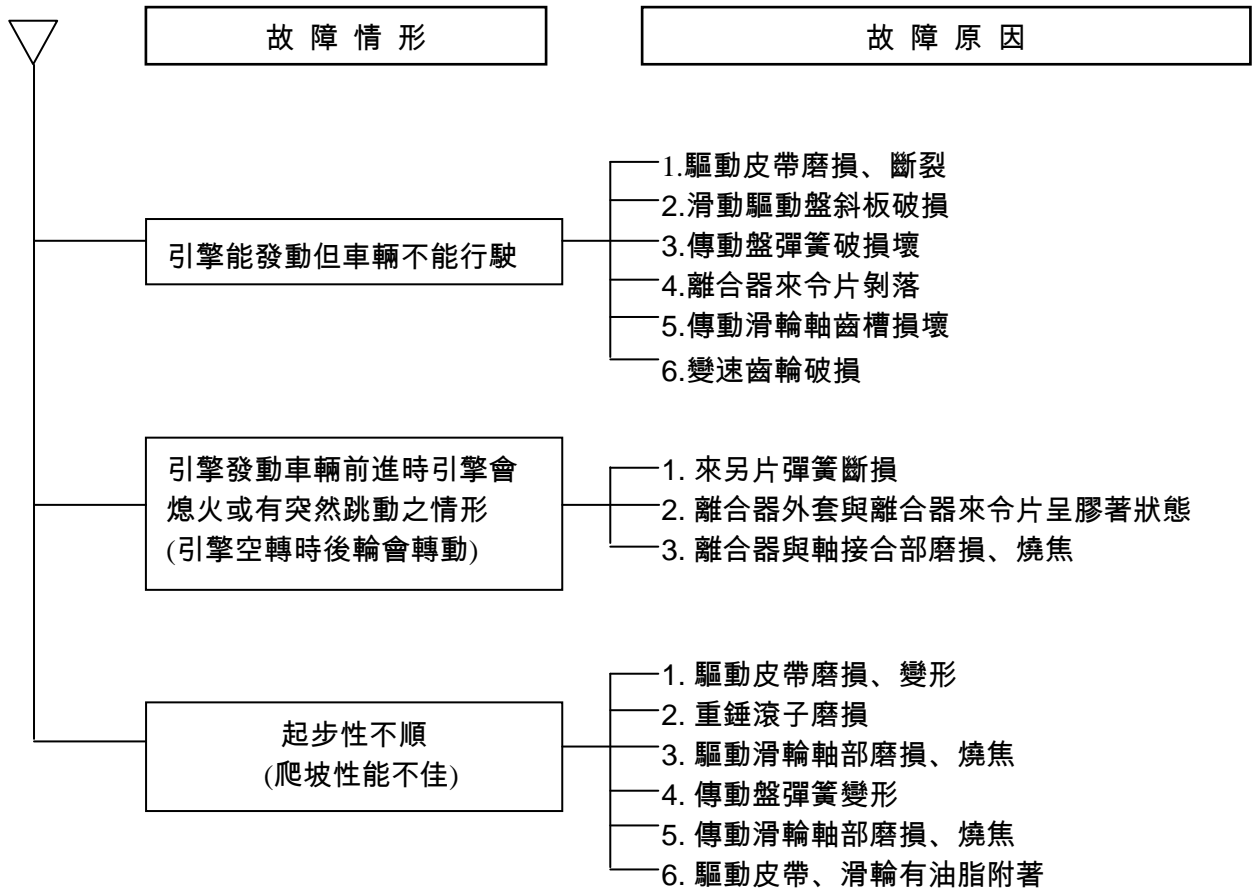 故 障 情 形
故 障 原 因
引擎能發動但車輛不能行駛
1.驅動皮帶磨損、斷裂
2.滑動驅動盤斜板破損
3.傳動盤彈簧破損壞
4.離合器來令片剝落
5.傳動滑輪軸齒槽損壞
6.變速齒輪破損
引擎發動車輛前進時引擎會
熄火或有突然跳動之情形
(引擎空轉時後輪會轉動)
1. 來另片彈簧斷損
2. 離合器外套與離合器來令片呈膠著狀態
3. 離合器與軸接合部磨損、燒焦
起步性不順
(爬坡性能不佳)
1. 驅動皮帶磨損、變形
2. 重錘滾子磨損
3. 驅動滑輪軸部磨損、燒焦
4. 傳動盤彈簧變形
5. 傳動滑輪軸部磨損、燒焦
6. 驅動皮帶、滑輪有油脂附著